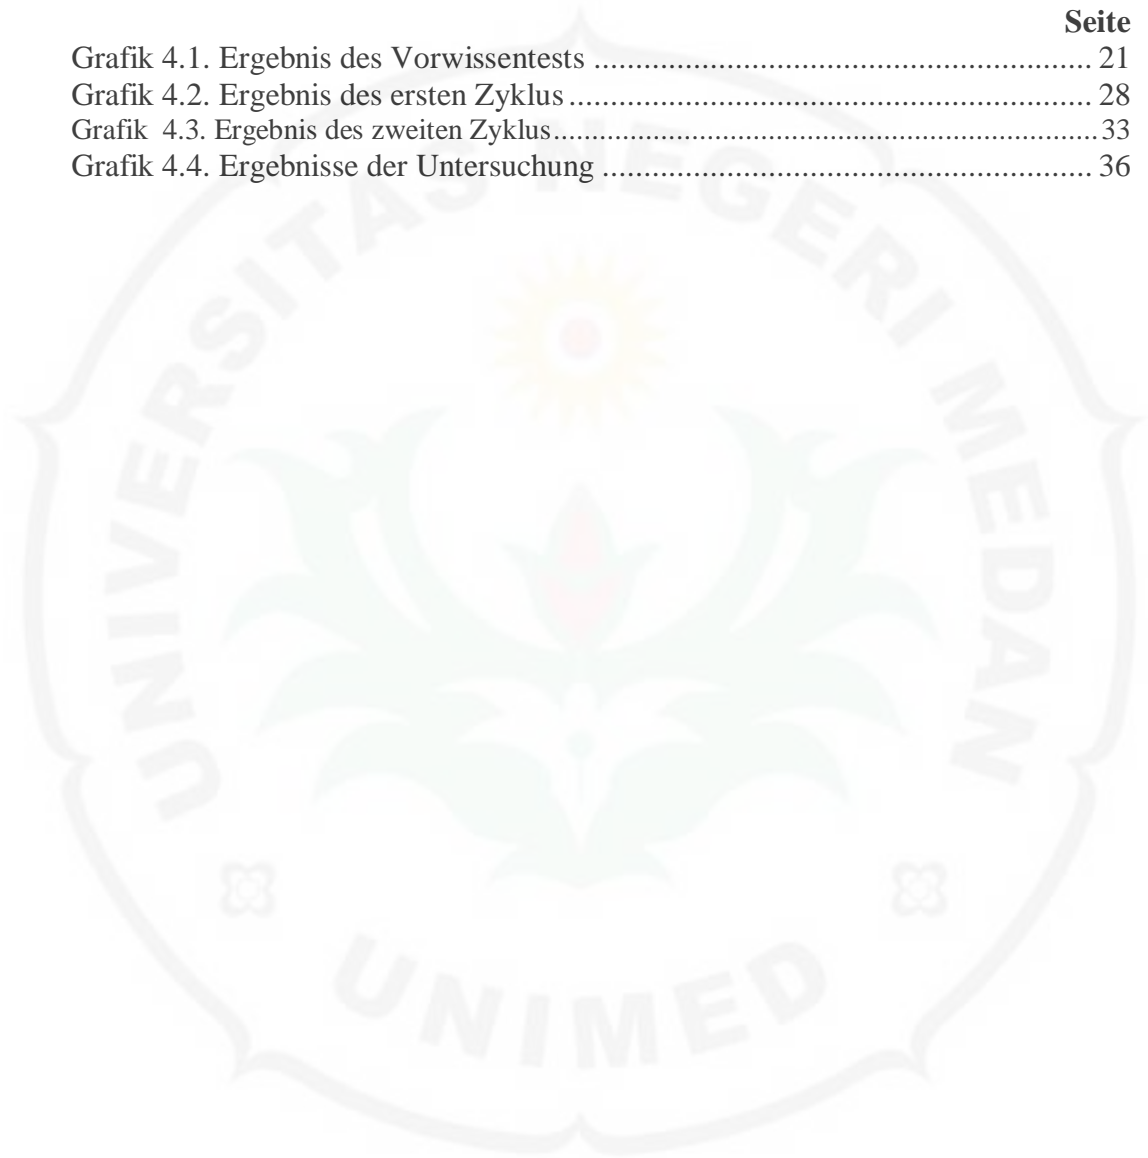 Seite
Grafik 4.1. Ergebnis des Vorwissentests ............................................................. 21
Grafik 4.2. Ergebnis des ersten Zyklus ................................................................ 28
Grafik  4.3. Ergebnis des zweiten Zyklus.................................................................. 33
Grafik 4.4. Ergebnisse der Untersuchung ............................................................ 36
UNIVERSITAS NEGERI MEDAN
UNIMED